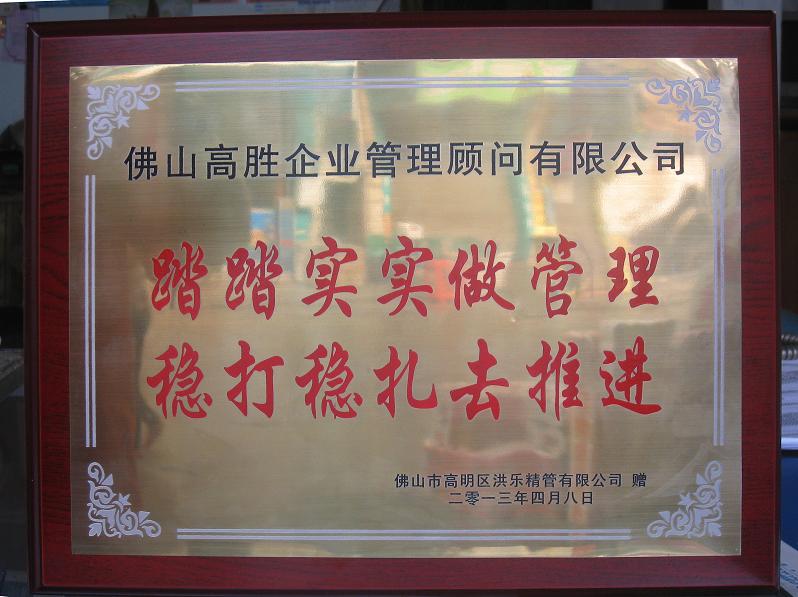 佛山高胜企业管理顾问有限公司
踏踏实实做管理
稳打稳扎去推进
佛山市高明区洪乐精管有限公司 赠
二零一三年四月八日